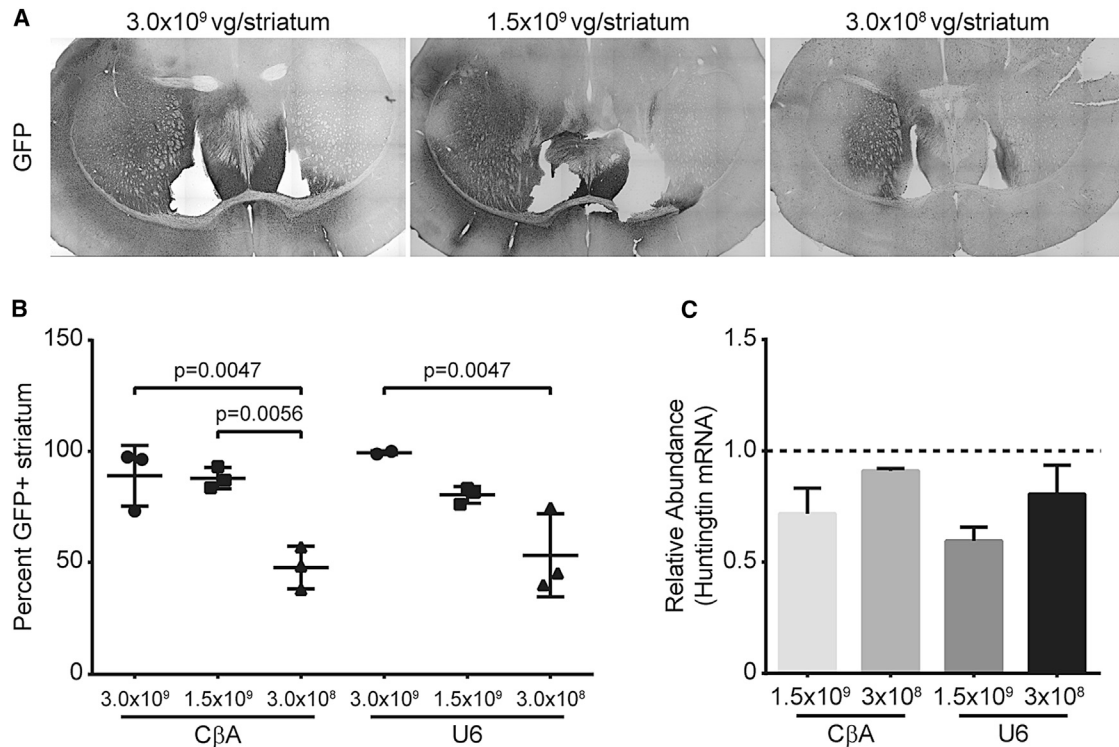 A
3.0x10⁹ vg/striatum
1.5x10⁹ vg/striatum
3.0x10⁸ vg/striatum
GFP
B
Percent GFP+ striatum
150
100
50
0
p=0.0047
p=0.0056
p=0.0047
3.0x10⁹
1.5x10⁹
3.0x10⁸
3.0x10⁹
1.5x10⁹
3.0x10⁸
CβA
U6
C
Relative Abundance
(Huntingtin mRNA)
1.5
1.0
0.5
0.0
1.5x10⁹
3x10⁸
1.5x10⁹
3x10⁸
CβA
U6